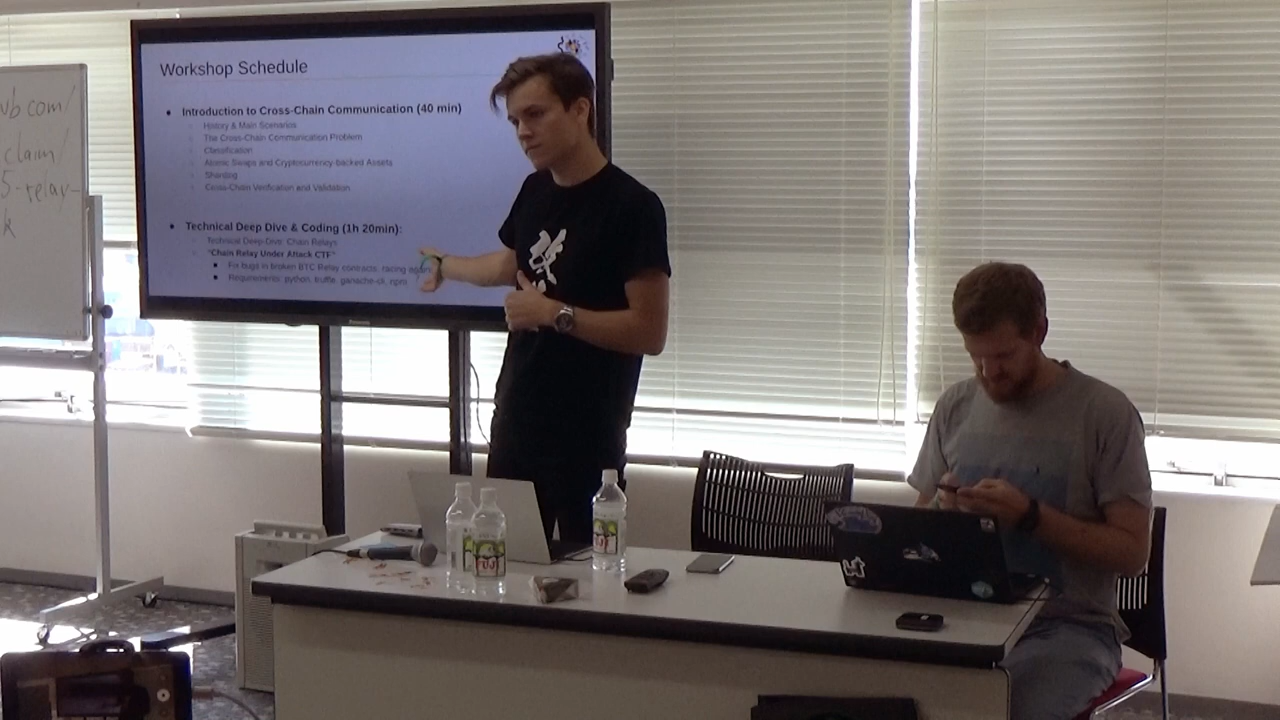 ub com/
claim/
5-relay-
k
Workshop Schedule
● Introduction to Cross-Chain Communication (40 min)
○ History & Main Scenarios
○ The Cross-Chain Communication Problem
○ Classification
○ Atomic Swaps and Cryptocurrency-backed Assets
○ Sharding
○ Cross-Chain Verification and Validation
● Technical Deep Dive & Coding (1h 20min):
○ Technical Deep-Dive: Chain Relays
○ "Chain Relay Under Attack CTF"
■ Fix bugs in broken BTC Relay contracts, racing
■ Requirements: python, truffle, ganache-cli, npm